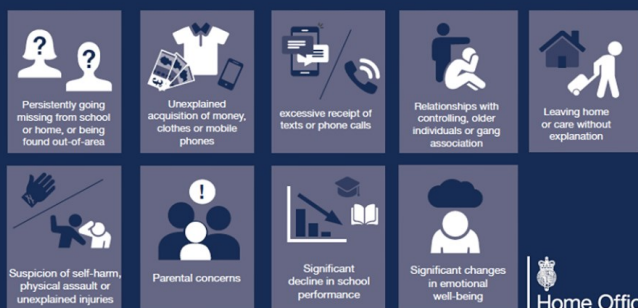 ?
?
Persistently going
missing from school
or home, or being
found out-of-area
Unexplained
acquisition of money,
clothes or mobile
phones
excessive receipt of
texts or phone calls
Relationships with
controlling, older
individuals or gang
association
Leaving home
or care without
explanation
Suspicion of self-harm,
physical assault or
unexplained injuries
!
Parental concerns
Significant
decline in school
performance
Significant changes
in emotional
well-being
Home Offic